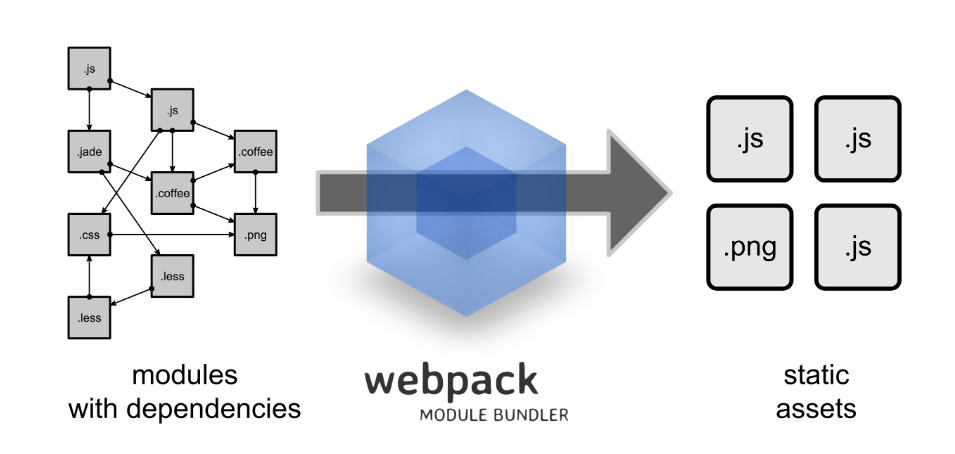 .js
.js
.jade
.coffee
.coffee
.css
.png
.less
.less
modules
with dependencies
webpack
MODULE BUNDLER
.js
.js
.png
.js
static
assets